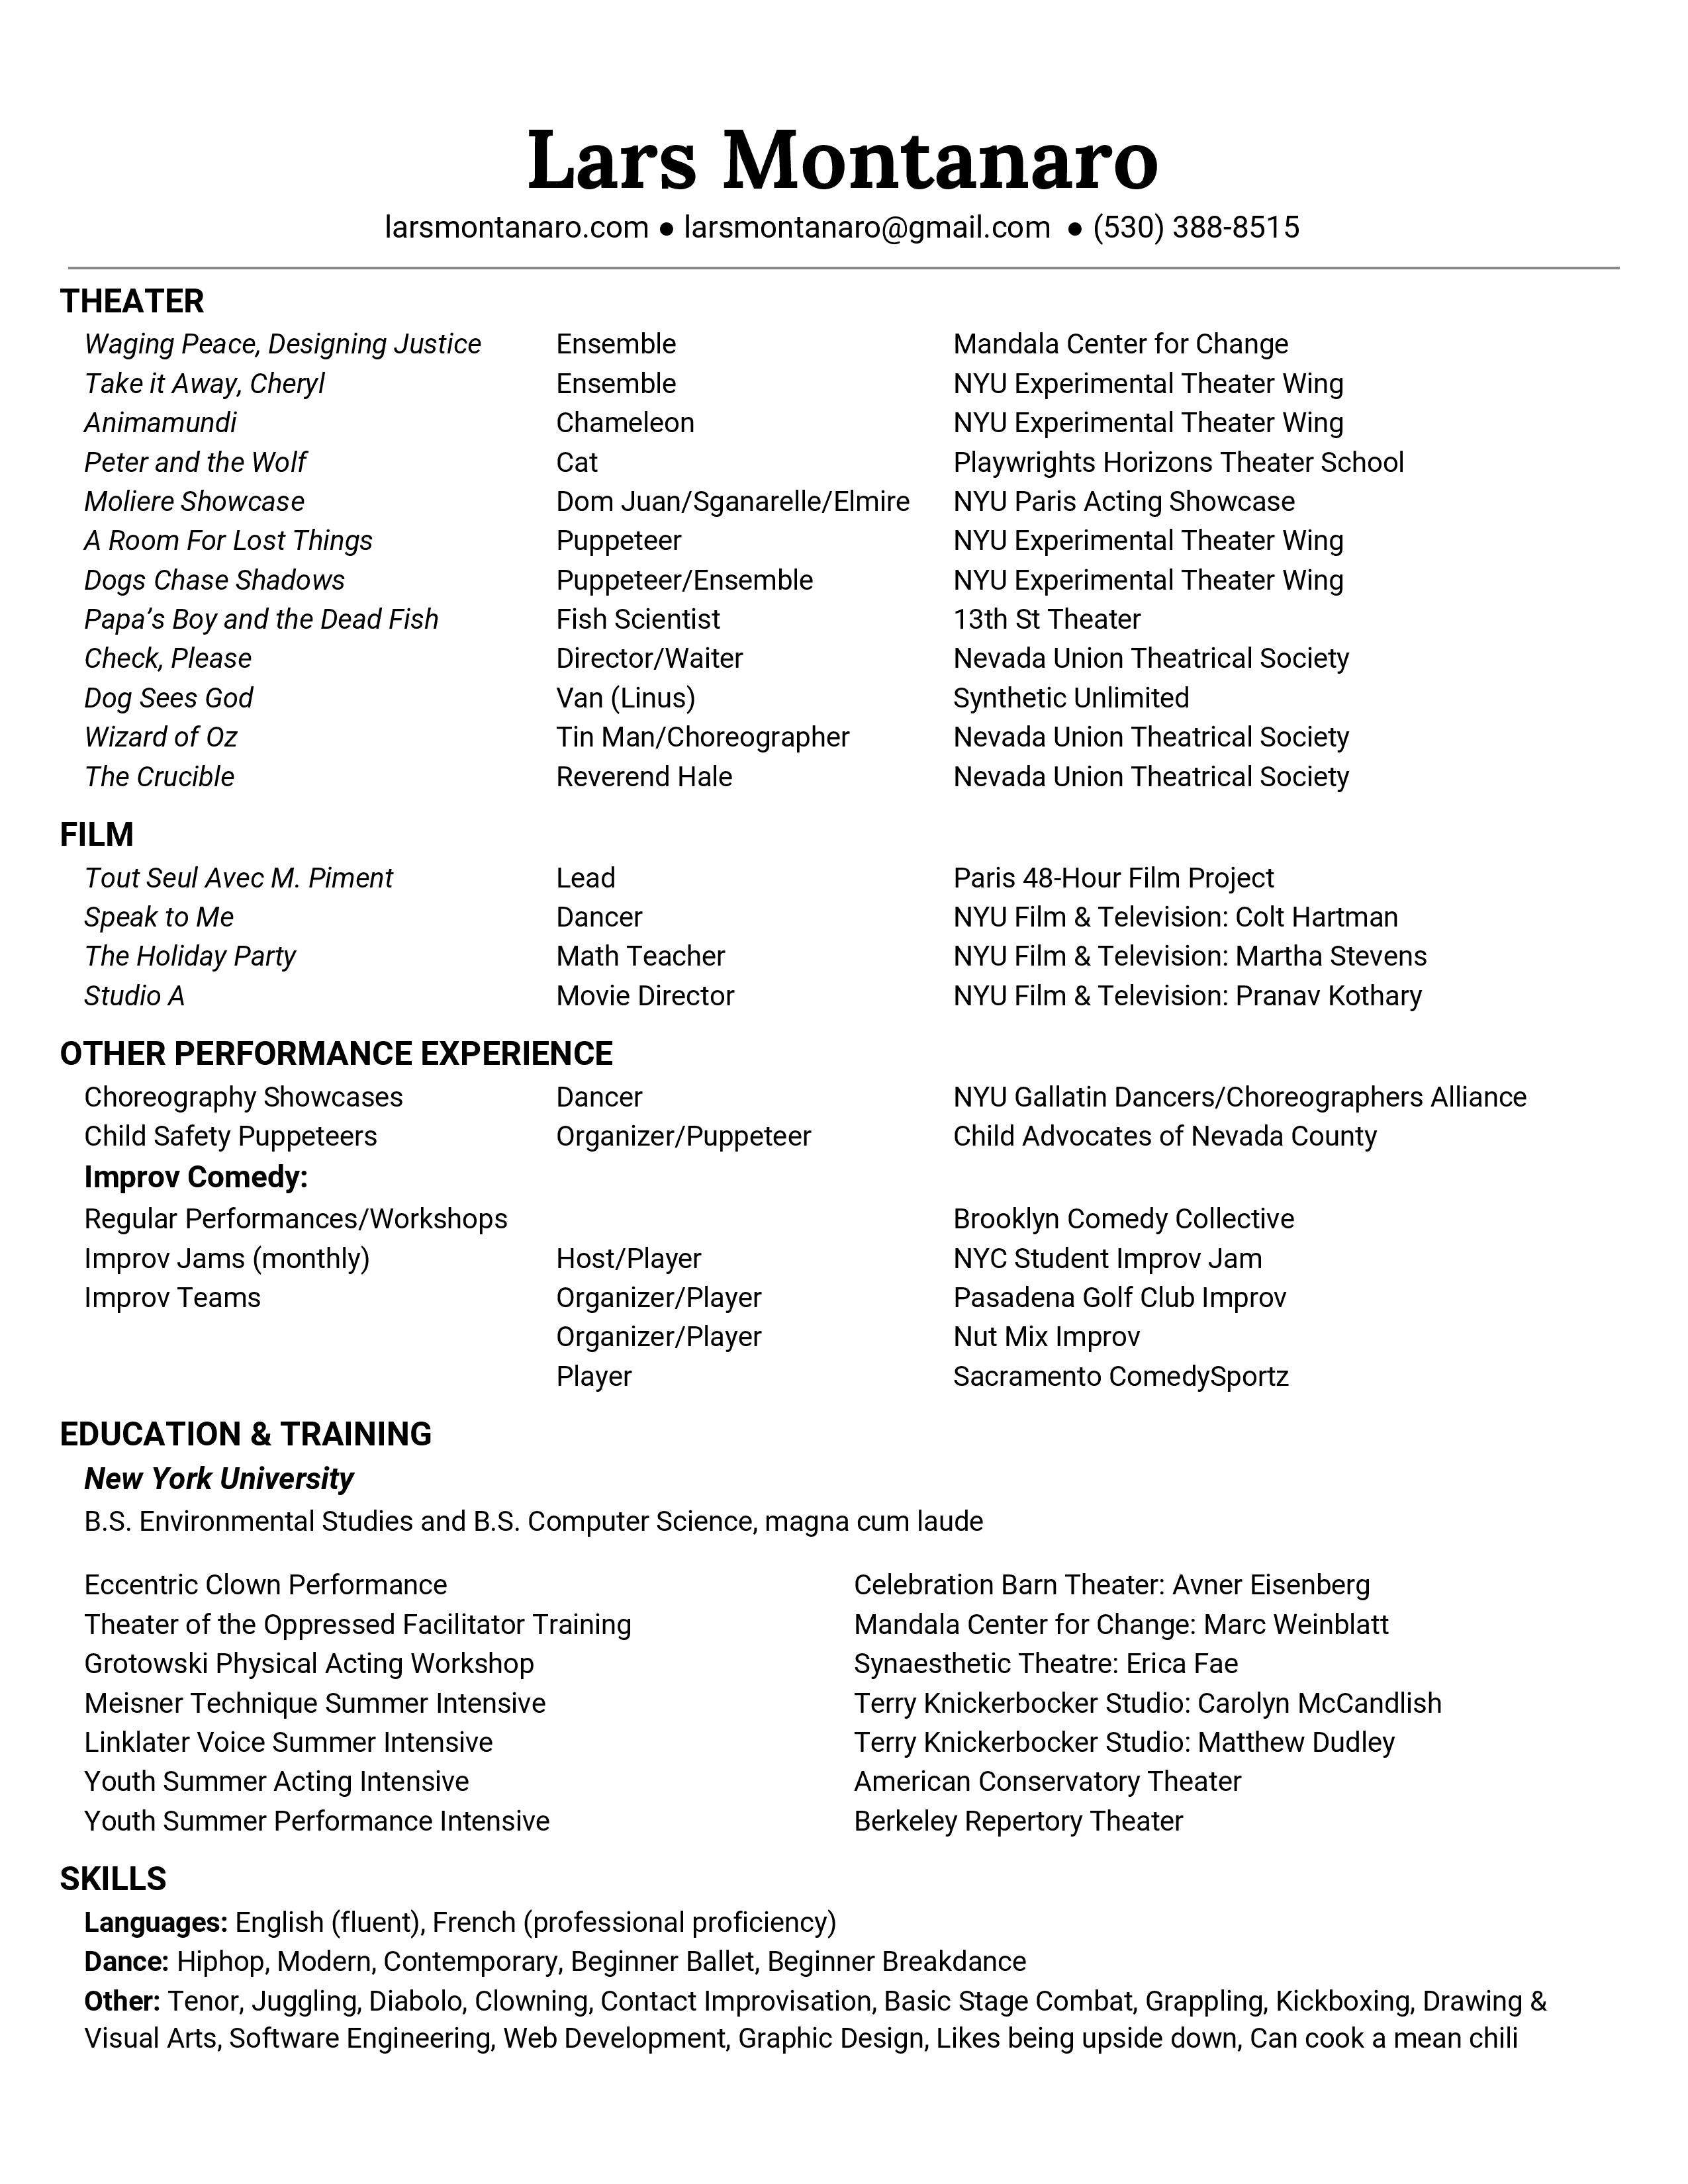 Lars Montanaro
larsmontanaro.com ● larsmontanaro@gmail.com ● (530) 388-8515
THEATER
Waging Peace, Designing Justice Ensemble Mandala Center for Change
Take it Away, Cheryl Ensemble NYU Experimental Theater Wing
Animamundi Chameleon NYU Experimental Theater Wing
Peter and the Wolf Cat Playwrights Horizons Theater School
Moliere Showcase Dom Juan/Sganarelle/Elmire NYU Paris Acting Showcase
A Room For Lost Things Puppeteer NYU Experimental Theater Wing
Dogs Chase Shadows Puppeteer/Ensemble NYU Experimental Theater Wing
Papa’s Boy and the Dead Fish Fish Scientist 13th St Theater
Check, Please Director/Waiter Nevada Union Theatrical Society
Dog Sees God Van (Linus) Synthetic Unlimited
Wizard of Oz Tin Man/Choreographer Nevada Union Theatrical Society
The Crucible Reverend Hale Nevada Union Theatrical Society
FILM
Tout Seul Avec M. Piment Lead Paris 48-Hour Film Project
Speak to Me Dancer NYU Film & Television: Colt Hartman
The Holiday Party Math Teacher NYU Film & Television: Martha Stevens
Studio A Movie Director NYU Film & Television: Pranav Kothary
OTHER PERFORMANCE EXPERIENCE
Choreography Showcases Dancer NYU Gallatin Dancers/Choreographers Alliance
Child Safety Puppeteers Organizer/Puppeteer Child Advocates of Nevada County
Improv Comedy:
Regular Performances/Workshops Brooklyn Comedy Collective
Improv Jams (monthly) Host/Player NYC Student Improv Jam
Improv Teams Organizer/Player Pasadena Golf Club Improv
Organizer/Player Nut Mix Improv
Player Sacramento ComedySportz
EDUCATION & TRAINING
New York University
B.S. Environmental Studies and B.S. Computer Science, magna cum laude
Eccentric Clown Performance Celebration Barn Theater: Avner Eisenberg
Theater of the Oppressed Facilitator Training Mandala Center for Change: Marc Weinblatt
Grotowski Physical Acting Workshop Synaesthetic Theatre: Erica Fae
Meisner Technique Summer Intensive Terry Knickerbocker Studio: Carolyn McCandlish
Linklater Voice Summer Intensive Terry Knickerbocker Studio: Matthew Dudley
Youth Summer Acting Intensive American Conservatory Theater
Youth Summer Performance Intensive Berkeley Repertory Theater
SKILLS
Languages: English (fluent), French (professional proficiency)
Dance: Hiphop, Modern, Contemporary, Beginner Ballet, Beginner Breakdance
Other: Tenor, Juggling, Diabolo, Clowning, Contact Improvisation, Basic Stage Combat, Grappling, Kickboxing, Drawing &
Visual Arts, Software Engineering, Web Development, Graphic Design, Likes being upside down, Can cook a mean chili